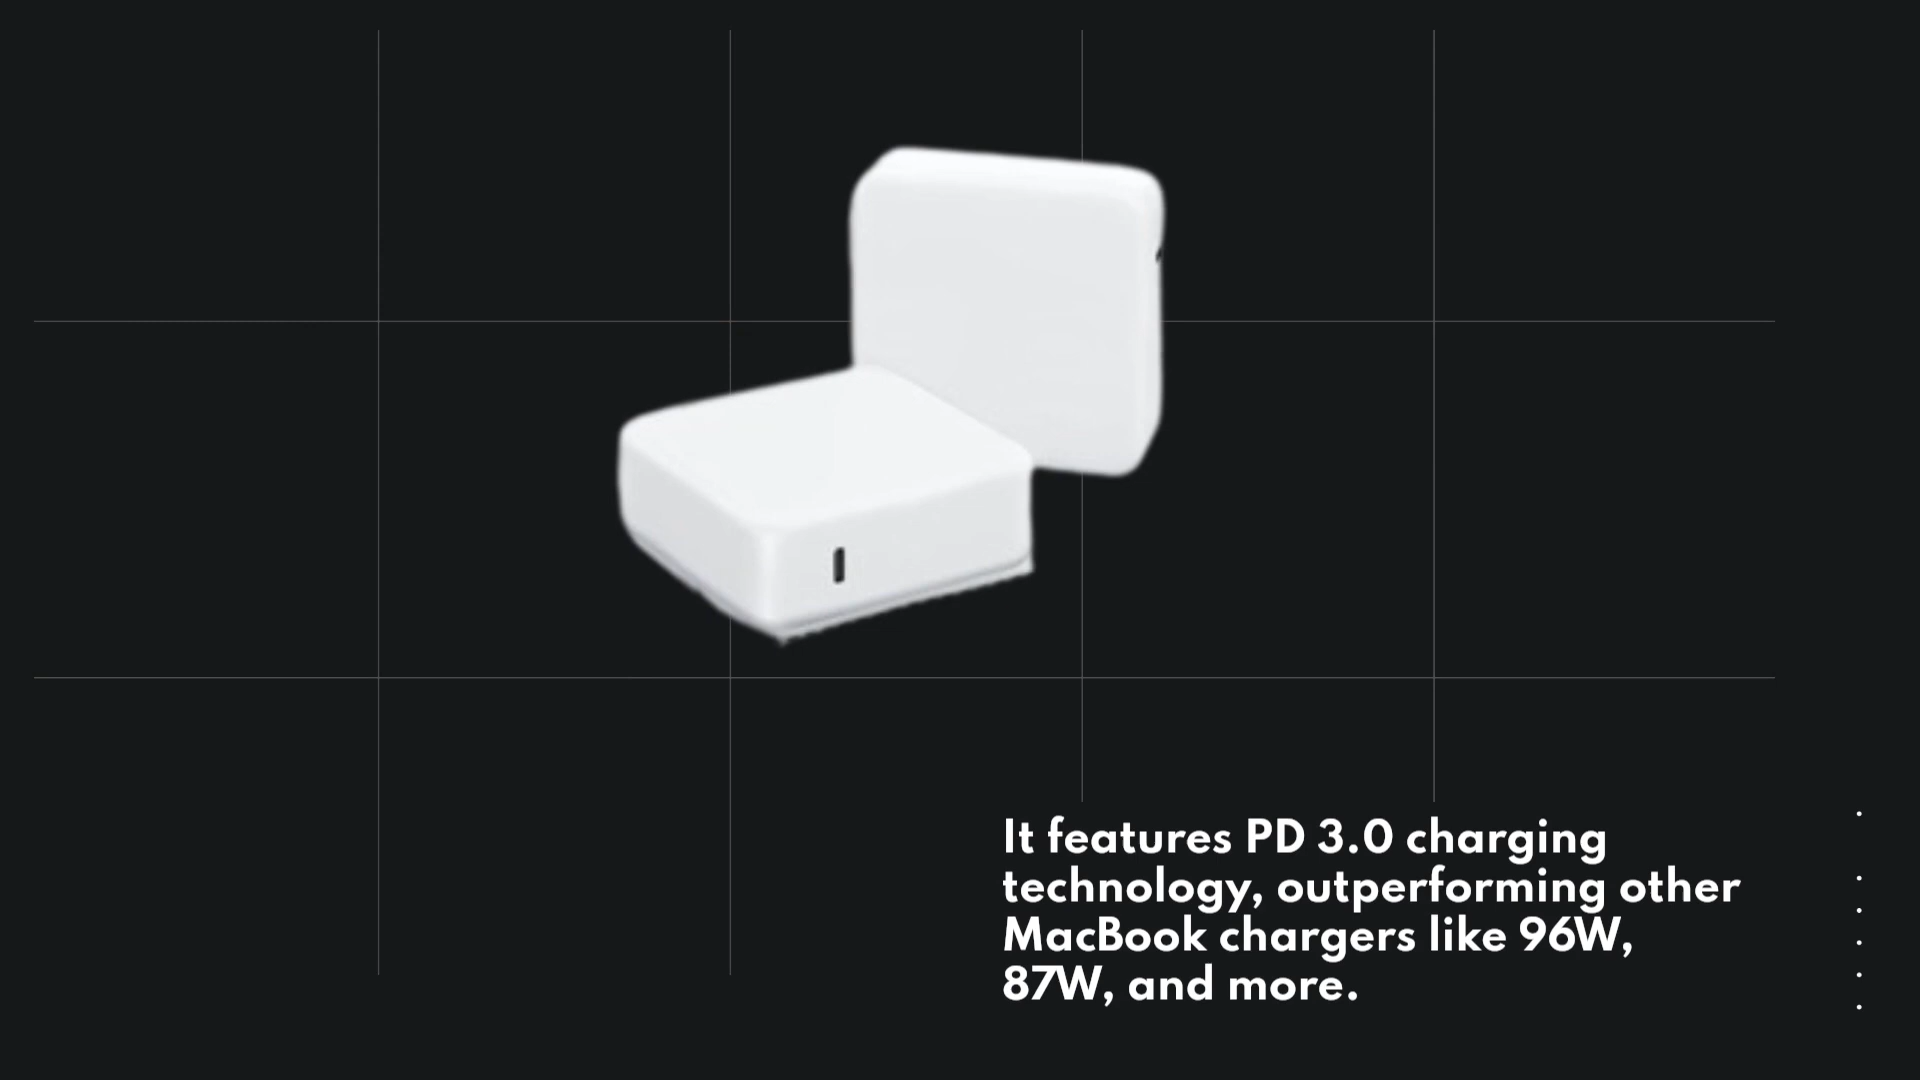 It features PD 3.0 charging
technology, outperforming other
MacBook chargers like 96W,
87W, and more.